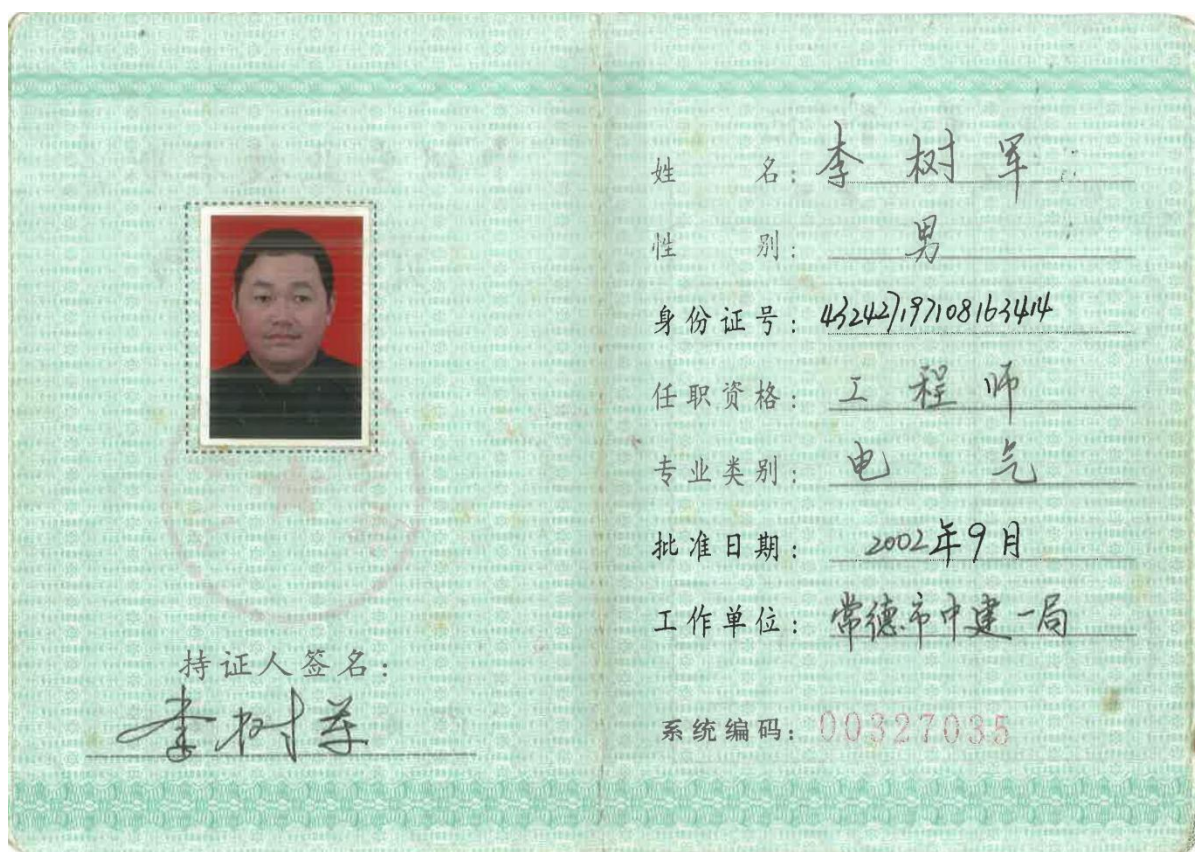 持证人签名:
李树军
姓 名: 李树军
性 别: 男
身份证号: 432427197108163414
任职资格: 工程师
专业类别: 电气
批准日期: 2002年9月
工作单位: 常德市中建一局
系统编码: 00327035